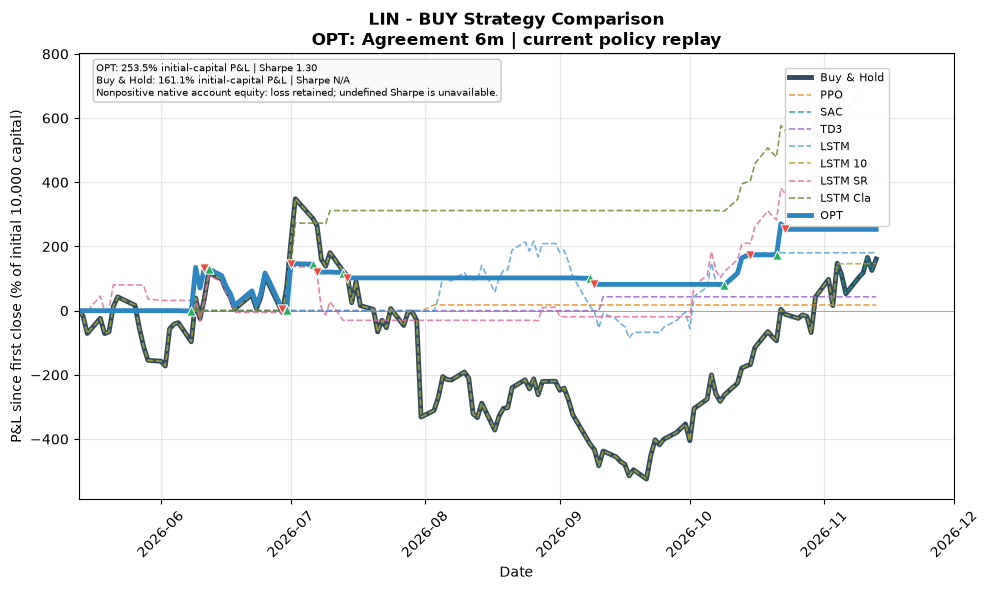 LIN - BUY Strategy Comparison
OPT: Agreement 6m | current policy replay
OPT: 253.5% initial-capital P&L | Sharpe 1.30
Buy & Hold: 161.1% initial-capital P&L | Sharpe N/A
Nonpositive native account equity: loss retained; undefined Sharpe is unavailable.
Buy & Hold
PPO
SAC
TD3
LSTM
LSTM 10
LSTM SR
LSTM Cla
OPT
P&L since first close (% of initial 10,000 capital)
800
600
400
200
0
−200
−400
2026-06
2026-07
2026-08
2026-09
2026-10
2026-11
2026-12
Date